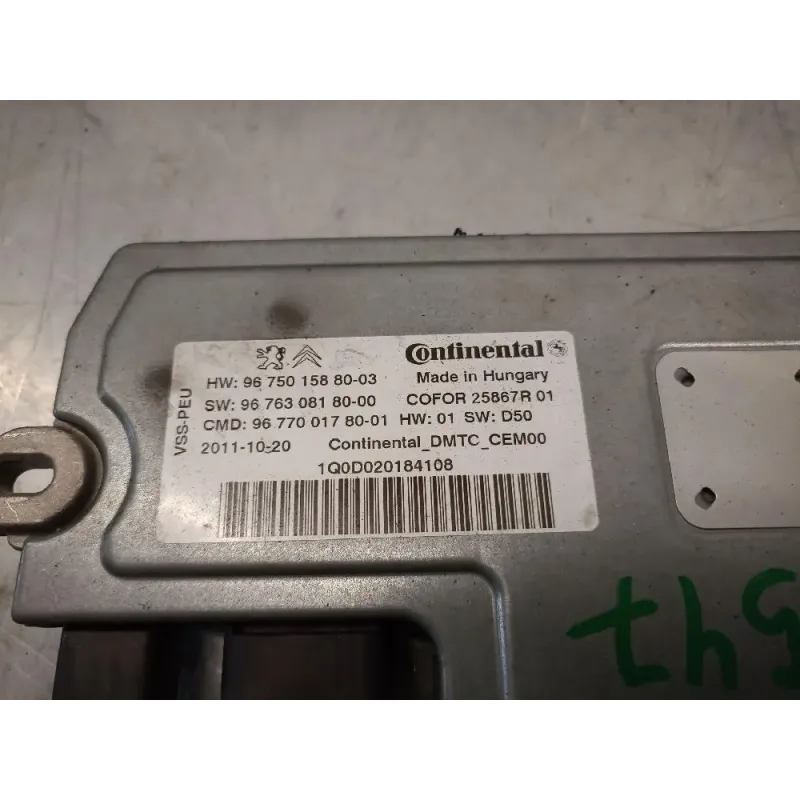 Continental
HW: 96 750 158 80-03 Made in Hungary
SW: 96 763 081 80-00 COFOR 25867R 01
CMD: 96 770 017 80-01 HW: 01 SW: D50
2011-10-20 Continental_DMTC_CEM00
1Q0D020184108
VSS-PEU
547